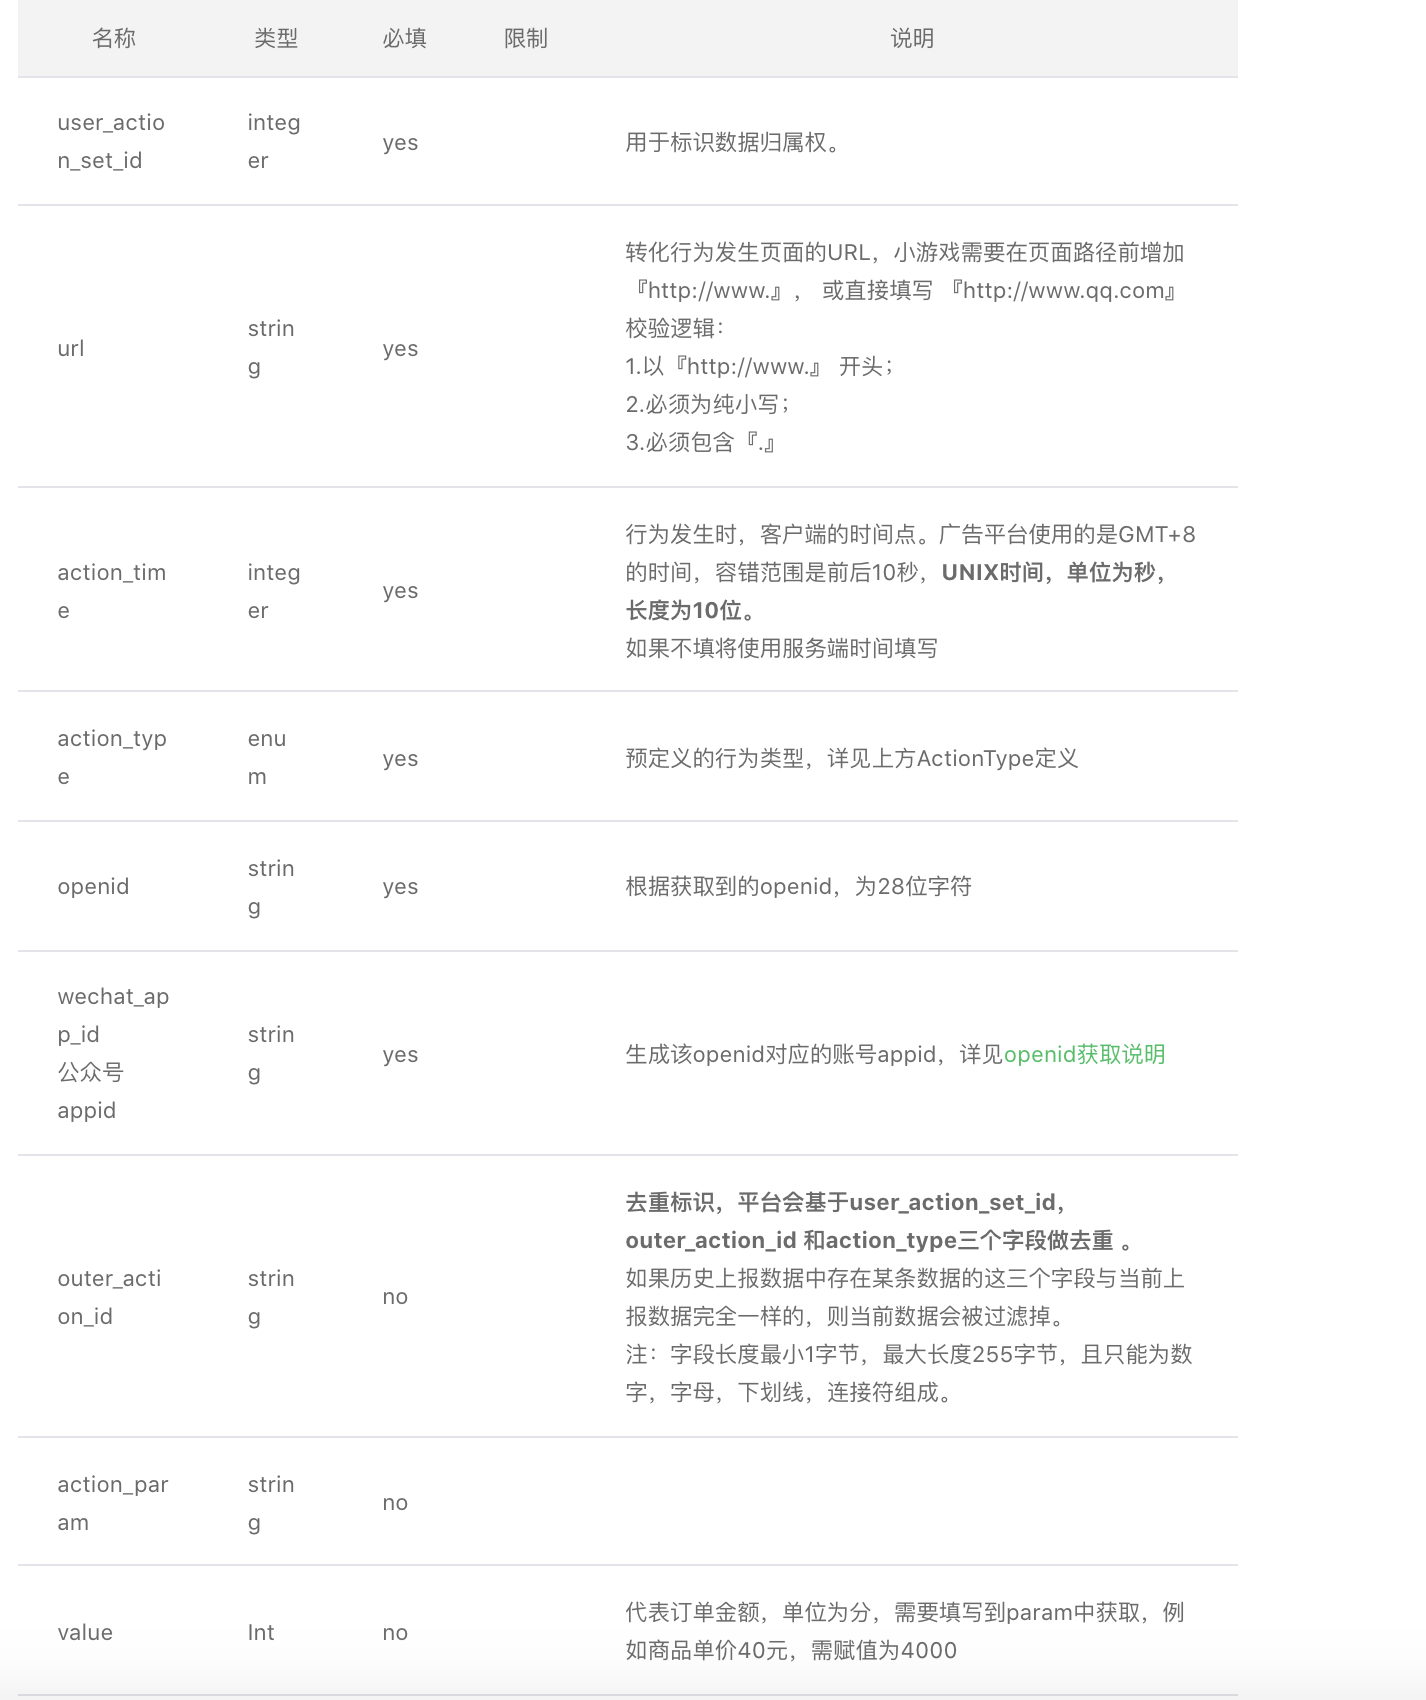 名称 类型 必填 限制 说明
user_actio
n_set_id
integ
er
yes
用于标识数据归属权。
url
strin
g
yes
转化行为发生页面的URL，小游戏需要在页面路径前增加
『http://www.』， 或直接填写 『http://www.qq.com』
校验逻辑：
1.以『http://www.』 开头；
2.必须为纯小写；
3.必须包含『.』
action_tim
e
integ
er
yes
行为发生时，客户端的时间点。广告平台使用的是GMT+8
的时间，容错范围是前后10秒，UNIX时间，单位为秒，
长度为10位。
如果不填将使用服务端时间填写
action_typ
e
enu
m
yes
预定义的行为类型，详见上方ActionType定义
openid
strin
g
yes
根据获取到的openid，为28位字符
wechat_ap
p_id
公众号
appid
strin
g
yes
生成该openid对应的账号appid，详见openid获取说明
outer_acti
on_id
strin
g
no
去重标识，平台会基于user_action_set_id，
outer_action_id 和action_type三个字段做去重 。
如果历史上报数据中存在某条数据的这三个字段与当前上
报数据完全一样的，则当前数据会被过滤掉。
注：字段长度最小1字节，最大长度255字节，且只能为数
字，字母，下划线，连接符组成。
action_par
am
strin
g
no
value
Int
no
代表订单金额，单位为分，需要填写到param中获取，例
如商品单价40元，需赋值为4000